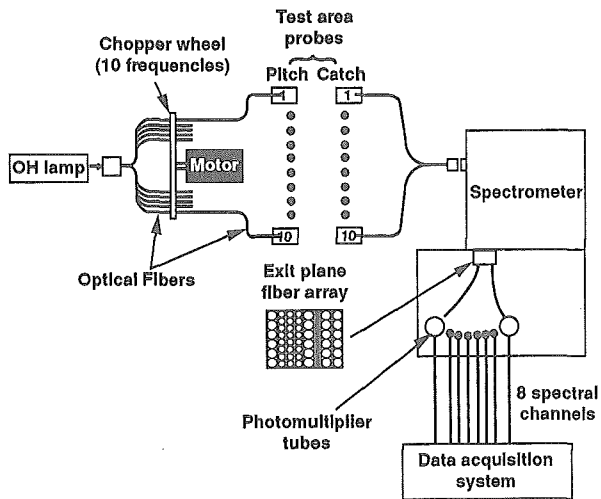 Test area
probes
Chopper wheel
(10 frequencies)
Pitch Catch
1
1
OH lamp
Motor
Spectrometer
10
10
Optical Fibers
Exit plane
fiber array
8 spectral
channels
Photomultiplier
tubes
Data acquisition
system